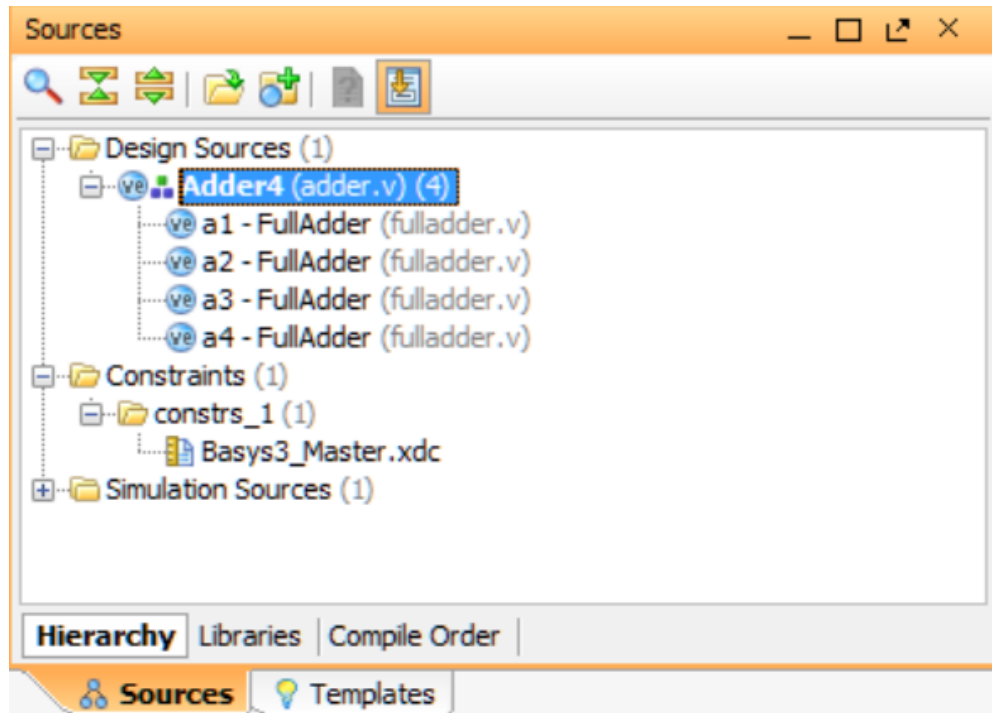 Sources
Design Sources (1)
Adder4 (adder.v) (4)
a1 - FullAdder (fulladder.v)
a2 - FullAdder (fulladder.v)
a3 - FullAdder (fulladder.v)
a4 - FullAdder (fulladder.v)
Constraints (1)
constrs_1 (1)
Basys3_Master.xdc
Simulation Sources (1)
Hierarchy Libraries Compile Order
Sources Templates